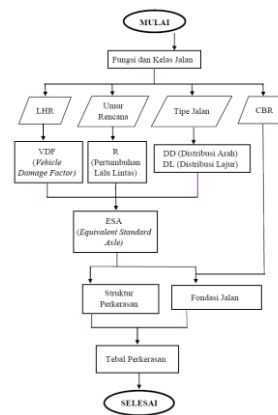 MULAI
Fungsi dan Kelas Jalan
LHR
Umur
Rencana
Tipe Jalan
CBR
VDF
(Vehicle
Damage Factor)
R
(Pertumbuhan
Lalu Lintas)
DD (Distribusi Arah)
DL (Distribusi Lajur)
ESA
(Equivalent Standard
Axle)
Struktur
Perkerasan
Fondasi Jalan
Tebal Perkerasan
SELESAI